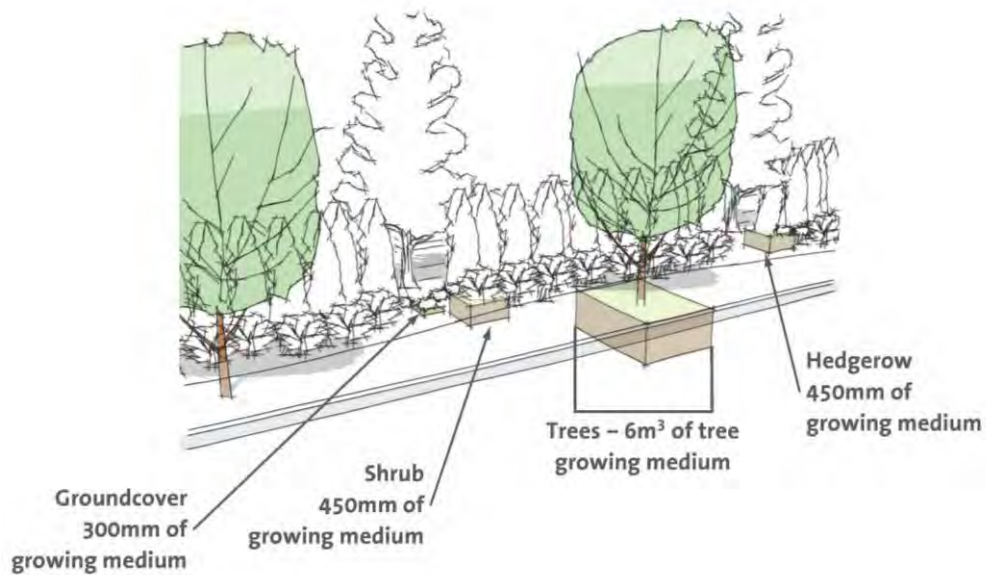 Groundcover
300mm of
growing medium
Shrub
450mm of
growing medium
Trees – 6m³ of tree
growing medium
Hedgerow
450mm of
growing medium